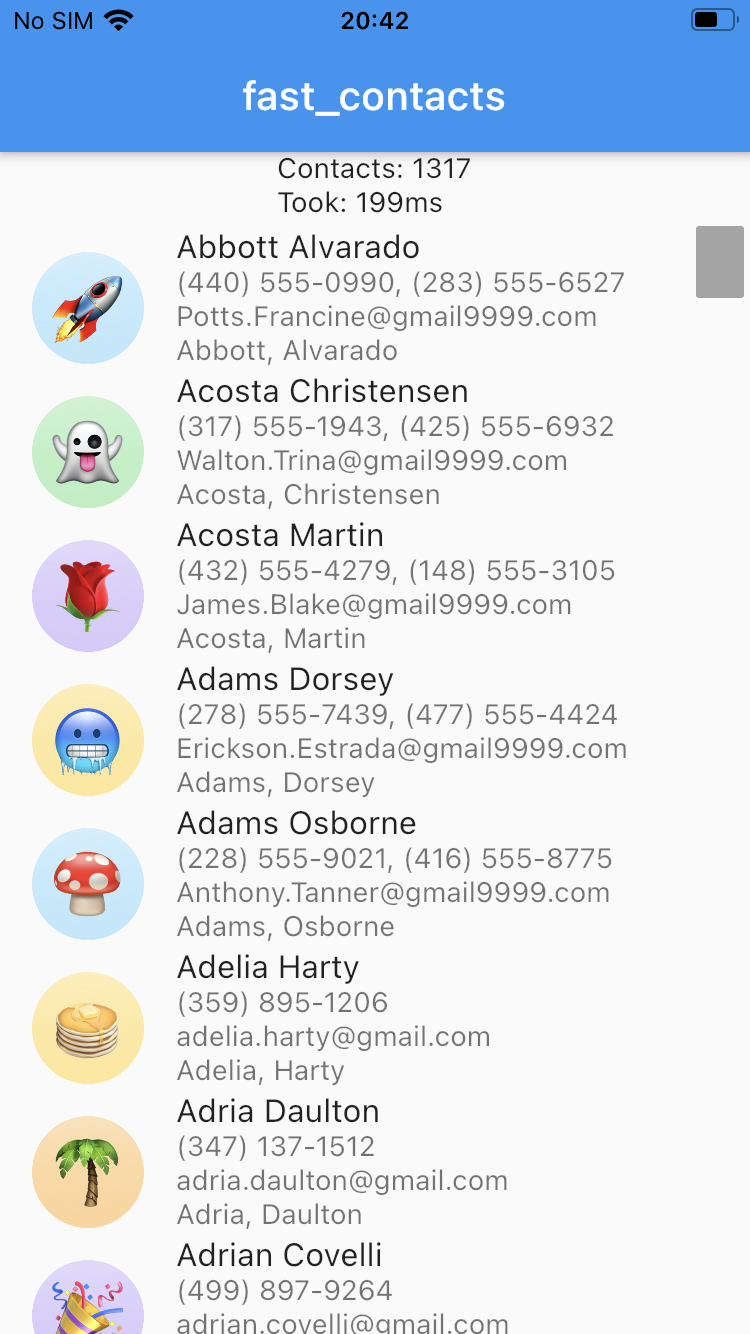 No SIM 20:42
fast_contacts
Contacts: 1317
Took: 199ms
Abbott Alvarado
(440) 555-0990, (283) 555-6527
Potts.Francine@gmail9999.com
Abbott, Alvarado
Acosta Christensen
(317) 555-1943, (425) 555-6932
Walton.Trina@gmail9999.com
Acosta, Christensen
Acosta Martin
(432) 555-4279, (148) 555-3105
James.Blake@gmail9999.com
Acosta, Martin
Adams Dorsey
(278) 555-7439, (477) 555-4424
Erickson.Estrada@gmail9999.com
Adams, Dorsey
Adams Osborne
(228) 555-9021, (416) 555-8775
Anthony.Tanner@gmail9999.com
Adams, Osborne
Adelia Harty
(359) 895-1206
adelia.harty@gmail.com
Adelia, Harty
Adria Daulton
(347) 137-1512
adria.daulton@gmail.com
Adria, Daulton
Adrian Covelli
(499) 897-9264
adrian.covelli@gmail.com